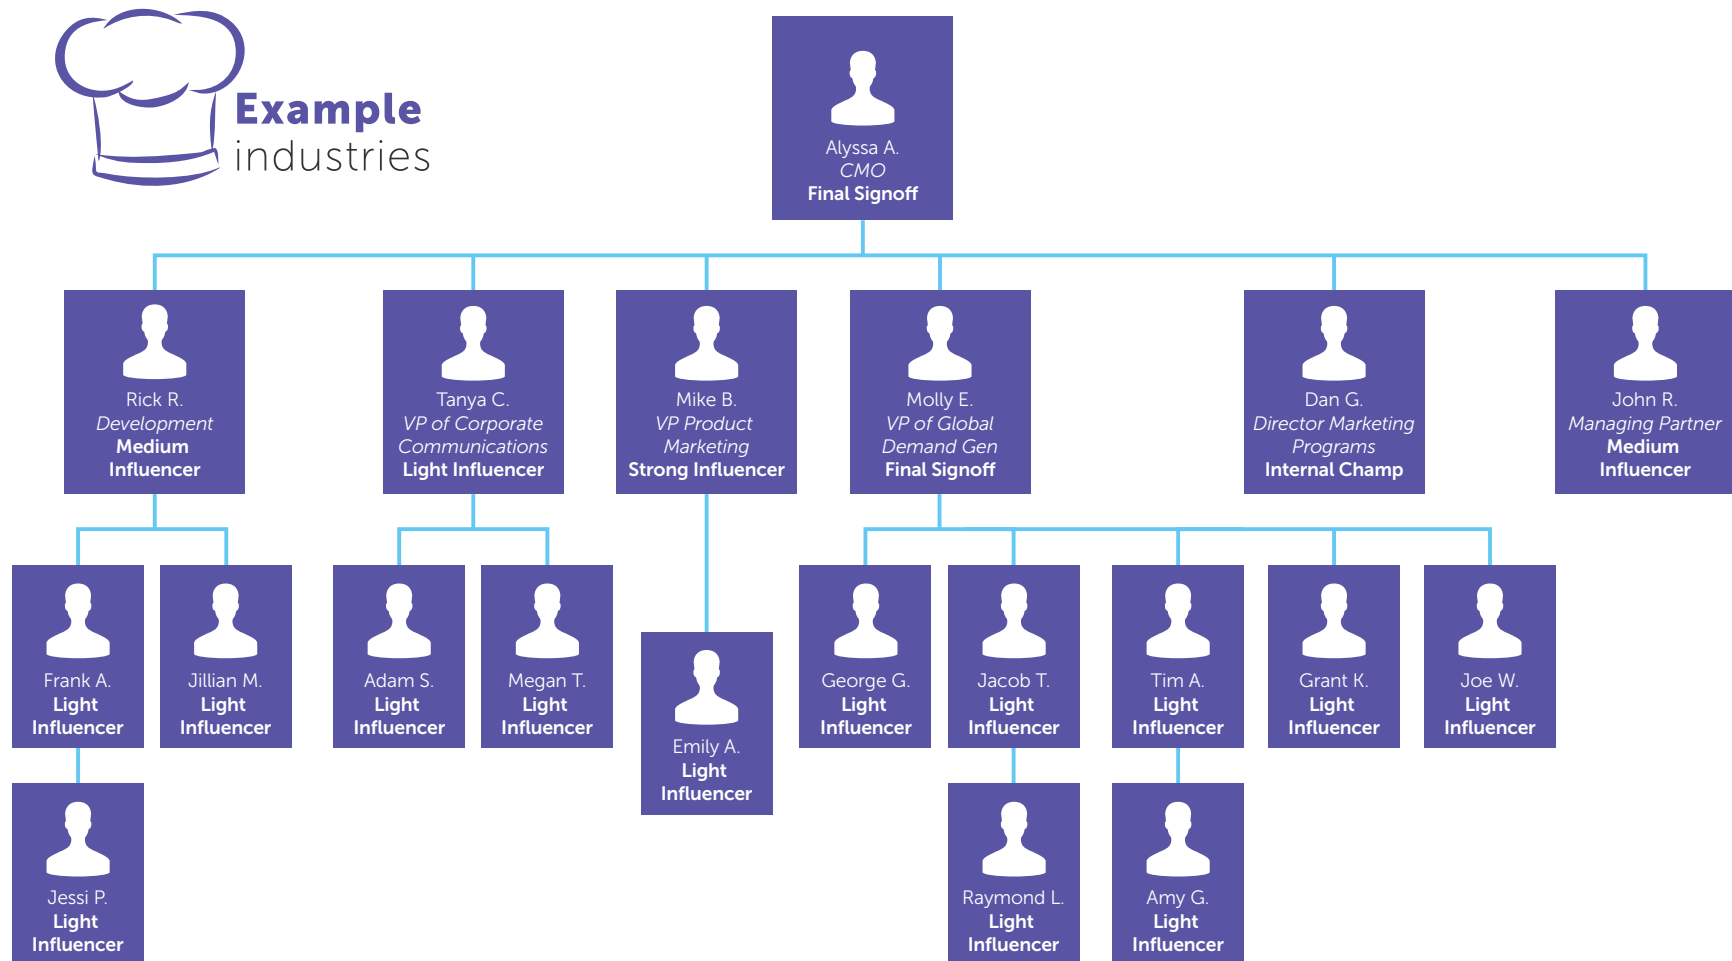 Example
industries
Alyssa A.
CMO
Final Signoff
Rick R.
Development
Medium
Influencer
Tanya C.
VP of Corporate
Communications
Light Influencer
Mike B.
VP Product
Marketing
Strong Influencer
Molly E.
VP of Global
Demand Gen
Final Signoff
Dan G.
Director Marketing
Programs
Internal Champ
John R.
Managing Partner
Medium
Influencer
Frank A.
Light
Influencer
Jillian M.
Light
Influencer
Adam S.
Light
Influencer
Megan T.
Light
Influencer
Emily A.
Light
Influencer
George G.
Light
Influencer
Jacob T.
Light
Influencer
Tim A.
Light
Influencer
Grant K.
Light
Influencer
Joe W.
Light
Influencer
Jessi P.
Light
Influencer
Raymond L.
Light
Influencer
Amy G.
Light
Influencer